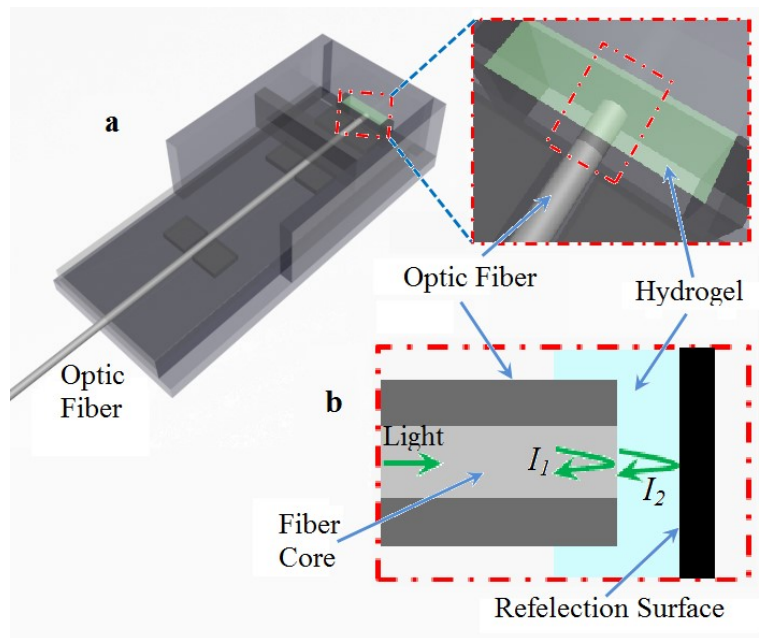 a
Optic Fiber
Hydrogel
Optic
Fiber
b
Light
I1
I2
Fiber
Core
Refelection Surface